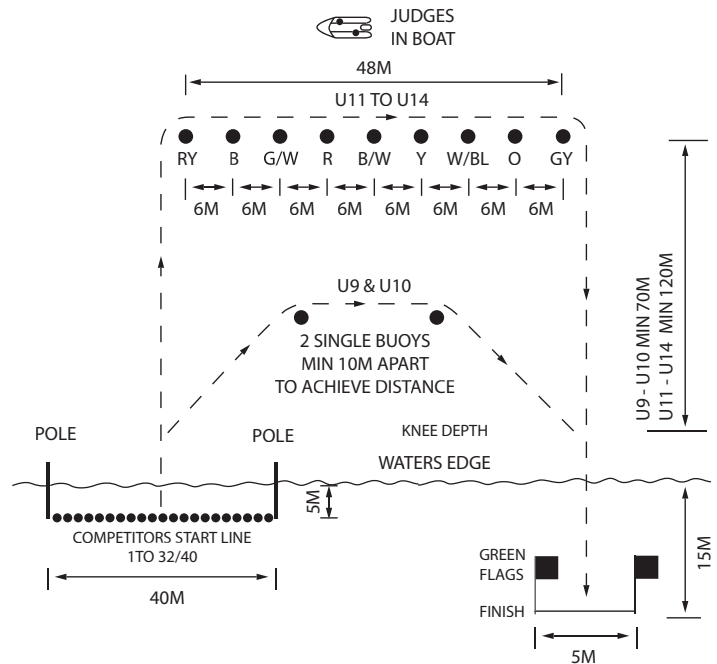 JUDGES
IN BOAT
48M
U11 TO U14
RY B G/W R B/W Y W/BL O GY
6M 6M 6M 6M 6M 6M 6M 6M
U9 & U10
2 SINGLE BUOYS
MIN 10M APART
TO ACHIEVE DISTANCE
U9 - U10 MIN 70M
U11 - U14 MIN 120M
POLE
POLE
KNEE DEPTH
WATERS EDGE
5M
COMPETITORS START LINE
1TO 32/40
40M
GREEN
FLAGS
FINISH
15M
5M